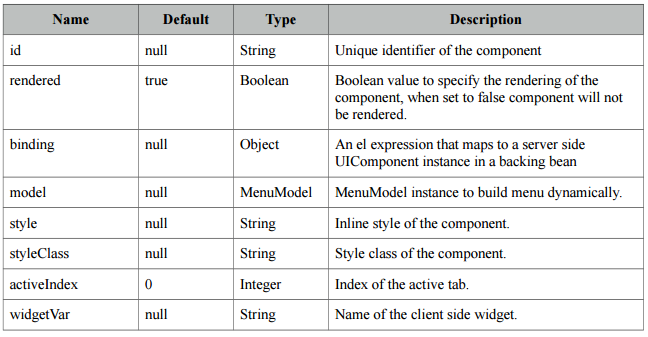 Name Default Type Description
id null String Unique identifier of the component
rendered true Boolean Boolean value to specify the rendering of the
component, when set to false component will not
be rendered.
binding null Object An el expression that maps to a server side
UIComponent instance in a backing bean
model null MenuModel MenuModel instance to build menu dynamically.
style null String Inline style of the component.
styleClass null String Style class of the component.
activeIndex 0 Integer Index of the active tab.
widgetVar null String Name of the client side widget.